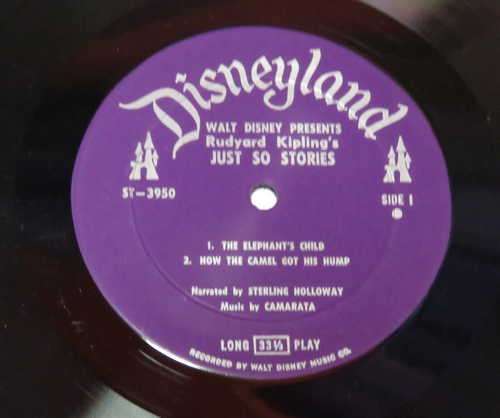 Disneyland
WALT DISNEY PRESENTS
Rudyard Kipling's
JUST SO STORIES
ST-3950
SIDE 1
1. THE ELEPHANT'S CHILD
2. HOW THE CAMEL GOT HIS HUMP
Narrated by STERLING HOLLOWAY
Music by CAMARATA
LONG 33⅓ PLAY
RECORDED BY WALT DISNEY MUSIC CO.